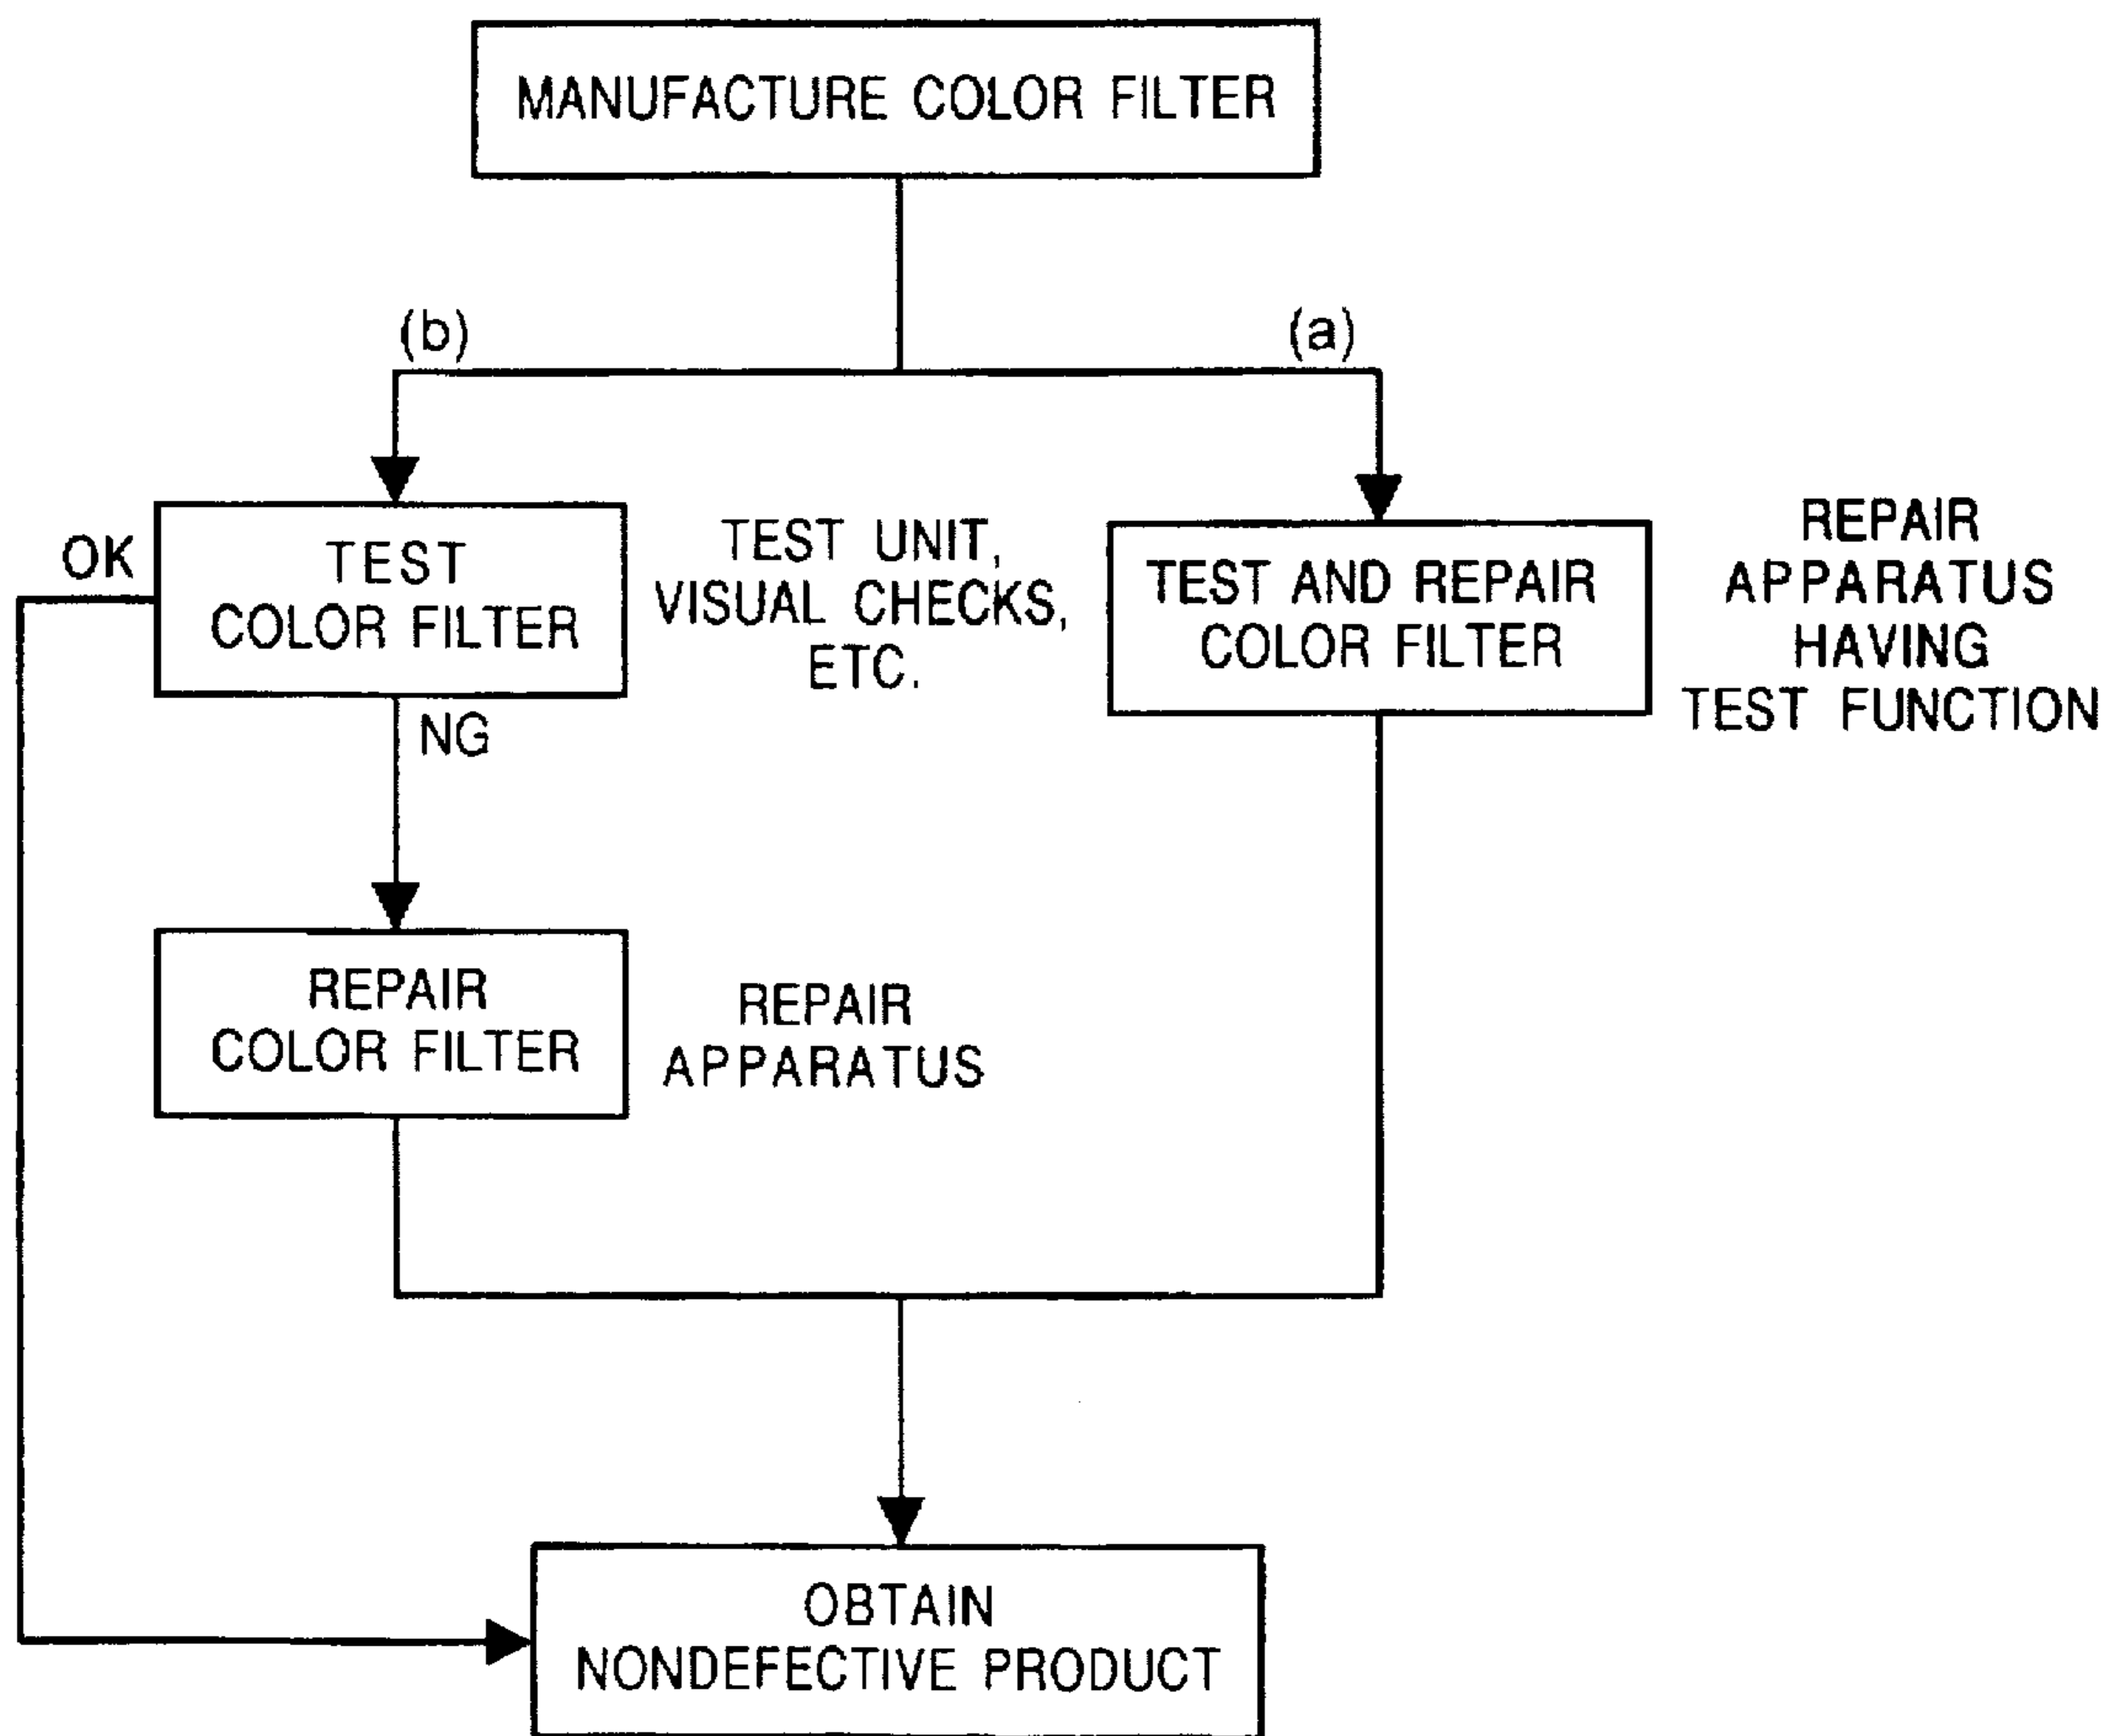 MANUFACTURE COLOR FILTER
(b)
(a)
OK
TEST
COLOR FILTER
TEST UNIT,
VISUAL CHECKS,
ETC.
TEST AND REPAIR
COLOR FILTER
REPAIR
APPARATUS
HAVING
TEST FUNCTION
NG
REPAIR
COLOR FILTER
REPAIR
APPARATUS
OBTAIN
NONDEFECTIVE PRODUCT